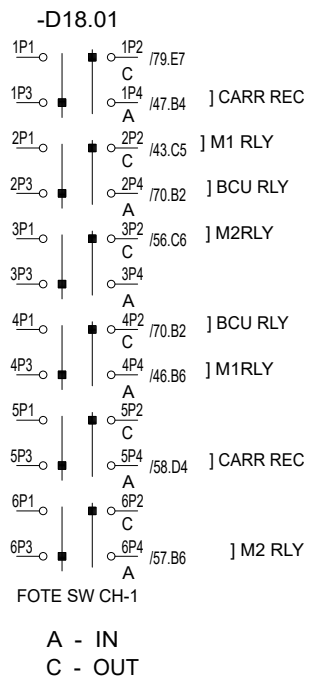 -D18.01
1P1 1P2 /79.E7
C
1P3 1P4 /47.B4 ] CARR REC
A
2P1 2P2 /43.C5 ] M1 RLY
C
2P3 2P4 /70.B2 ] BCU RLY
A
3P1 3P2 /56.C6 ] M2RLY
C
3P3 3P4
A
4P1 4P2 /70.B2 ] BCU RLY
C
4P3 4P4 /46.B6 ] M1RLY
A
5P1 5P2
C
5P3 5P4 /58.D4 ] CARR REC
A
6P1 6P2
C
6P3 6P4 /57.B6 ] M2 RLY
A
FOTE SW CH-1
A - IN
C - OUT